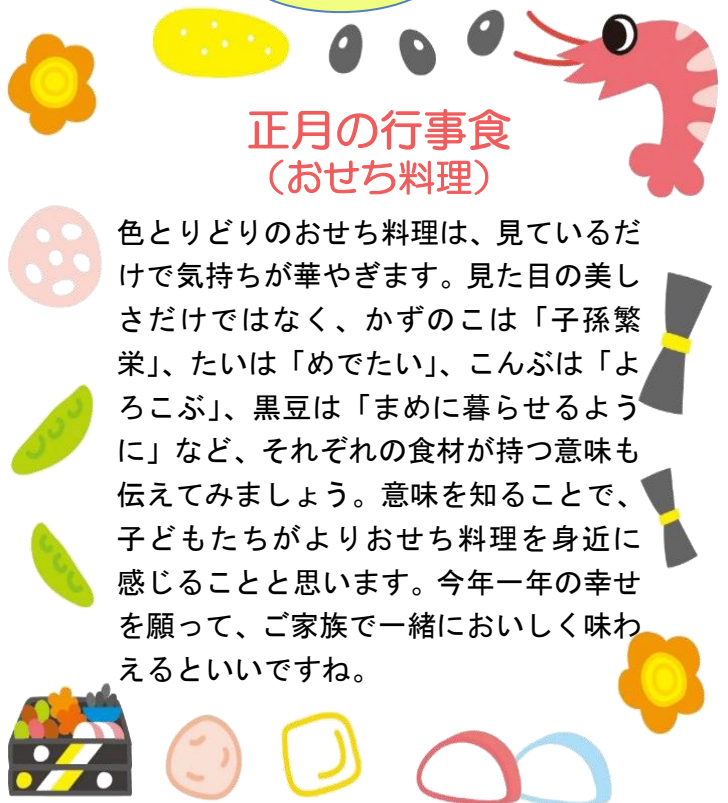 正月の行事食
（おせち料理）
色とりどりのおせち料理は、見ているだ
けで気持ちが華やぎます。見た目の美し
さだけではなく、かずのこは「子孫繁
栄」、たいは「めでたい」、こんぶは「よ
ろこぶ」、黒豆は「まめに暮らせるよう
に」など、それぞれの食材が持つ意味も
伝えてみましょう。意味を知ることで、
子どもたちがよりおせち料理を身近に
感じることと思います。今年一年の幸せ
を願って、ご家族で一緒においしく味わ
えるといいですね。